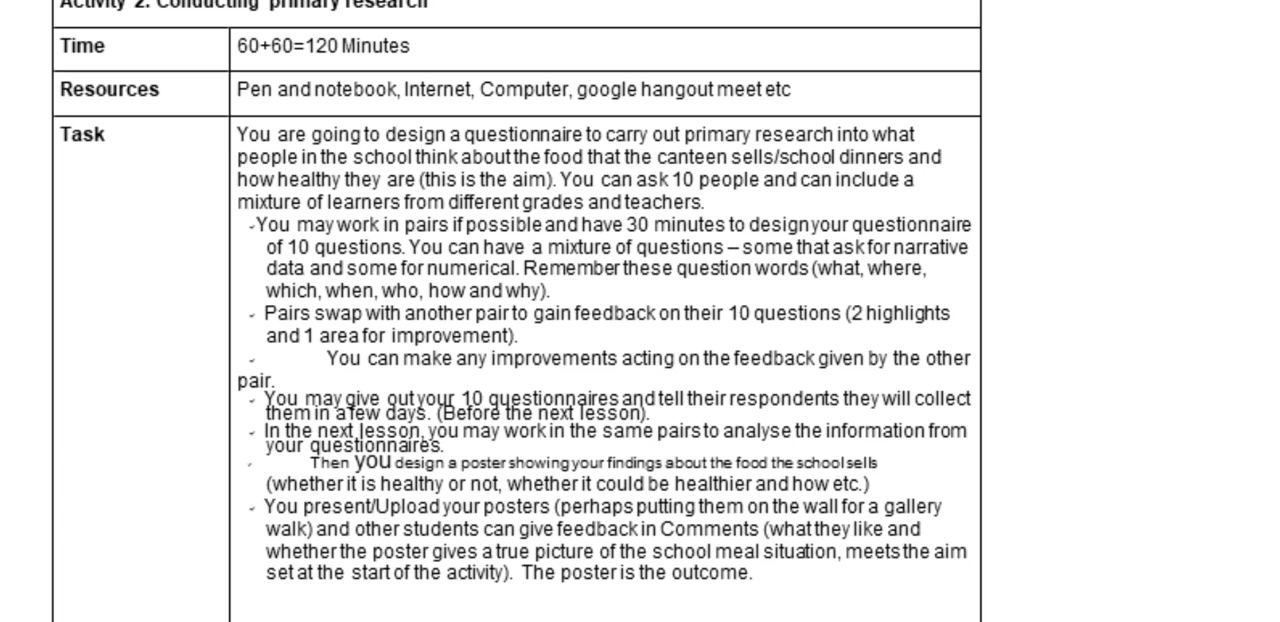 Activity 2. Conducting primary research
Time
60+60=120 Minutes
Resources
Pen and notebook, Internet, Computer, google hangout meet etc
Task
You are going to design a questionnaire to carry out primary research into what
people in the school think about the food that the canteen sells/school dinners and
how healthy they are (this is the aim). You can ask 10 people and can include a
mixture of learners from different grades and teachers.
-You may work in pairs if possible and have 30 minutes to design your questionnaire
of 10 questions. You can have a mixture of questions – some that ask for narrative
data and some for numerical. Remember these question words (what, where,
which, when, who, how and why).
- Pairs swap with another pair to gain feedback on their 10 questions (2 highlights
and 1 area for improvement).
- You can make any improvements acting on the feedback given by the other
pair.
- You may give out your 10 questionnaires and tell their respondents they will collect
them in a few days. (Before the next lesson).
- In the next lesson, you may work in the same pairs to analyse the information from
your questionnaires.
- Then you design a poster showing your findings about the food the school sells
(whether it is healthy or not, whether it could be healthier and how etc.)
- You present/Upload your posters (perhaps putting them on the wall for a gallery
walk) and other students can give feedback in Comments (what they like and
whether the poster gives a true picture of the school meal situation, meets the aim
set at the start of the activity). The poster is the outcome.